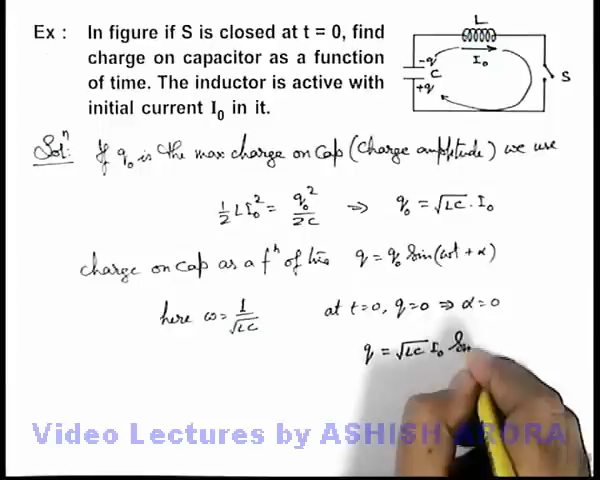 Ex : In figure if S is closed at t = 0, find
charge on capacitor as a function
of time. The inductor is active with
initial current I₀ in it.
L
I₀
-q
C
+q
S
Solⁿ: If q₀ is the max charge on cap (charge amplitude) we use
½ L I₀² = q₀²/2C ⇒ q₀ = √LC · I₀
charge on cap as a fⁿ of time q = q₀ sin(ωt + α)
here ω = 1/√LC at t=0, q=0 ⇒ α=0
q = √LC I₀ Sin
Video Lectures by ASHISH ARORA